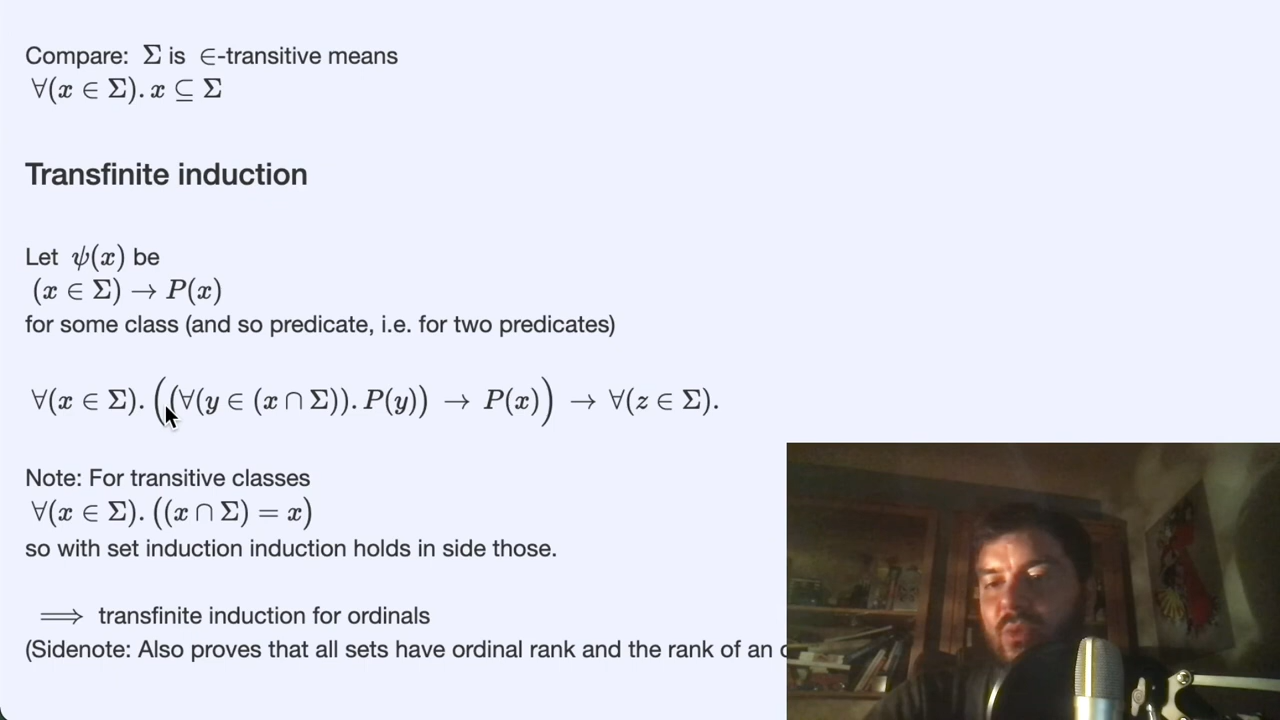 Compare: Σ is ∈-transitive means
∀(x ∈ Σ). x ⊆ Σ
Transfinite induction
Let ψ(x) be
(x ∈ Σ) → P(x)
for some class (and so predicate, i.e. for two predicates)
∀(x ∈ Σ). ((∀(y ∈ (x ∩ Σ)). P(y)) → P(x)) → ∀(z ∈ Σ).
Note: For transitive classes
∀(x ∈ Σ). ((x ∩ Σ) = x)
so with set induction induction holds in side those.
⟹ transfinite induction for ordinals
(Sidenote: Also proves that all sets have ordinal rank and the rank of an